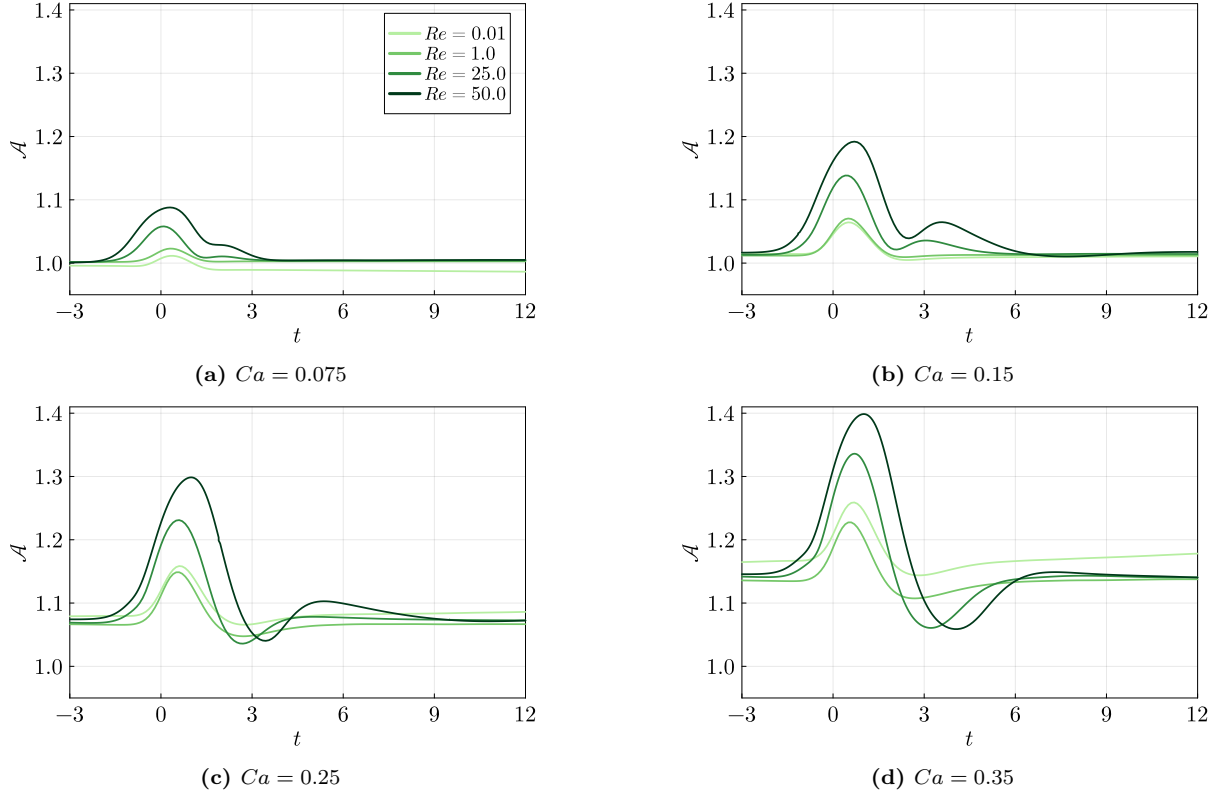 1.4
1.3
1.2
1.1
1.0
𝒜
−3 0 3 6 9 12
t
Re = 0.01
Re = 1.0
Re = 25.0
Re = 50.0
(a) Ca = 0.075
1.4
1.3
1.2
1.1
1.0
𝒜
−3 0 3 6 9 12
t
(b) Ca = 0.15
1.4
1.3
1.2
1.1
1.0
𝒜
−3 0 3 6 9 12
t
(c) Ca = 0.25
1.4
1.3
1.2
1.1
1.0
𝒜
−3 0 3 6 9 12
t
(d) Ca = 0.35